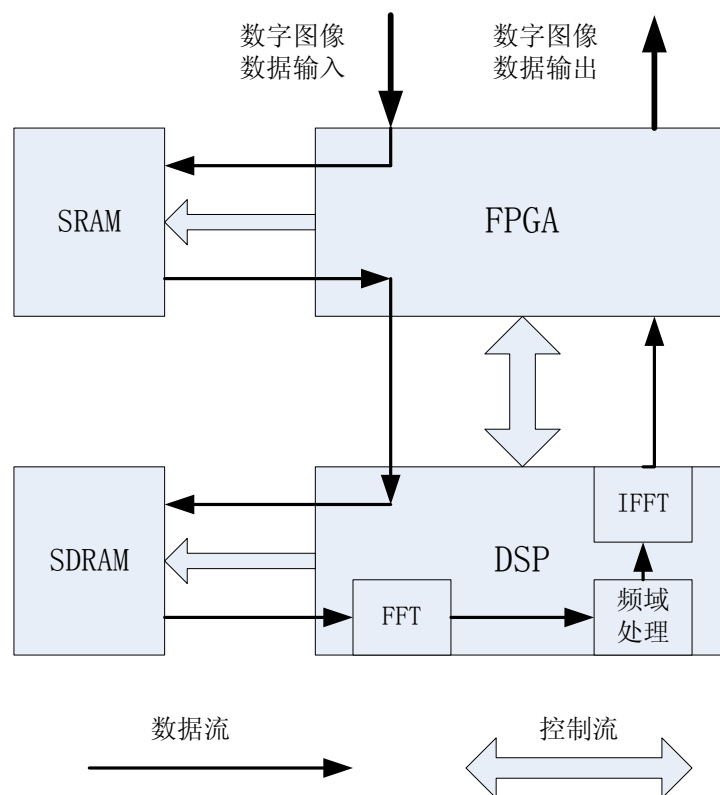 数字图像
数据输入
数字图像
数据输出
SRAM
FPGA
SDRAM
DSP
IFFT
FFT
频域
处理
数据流
控制流